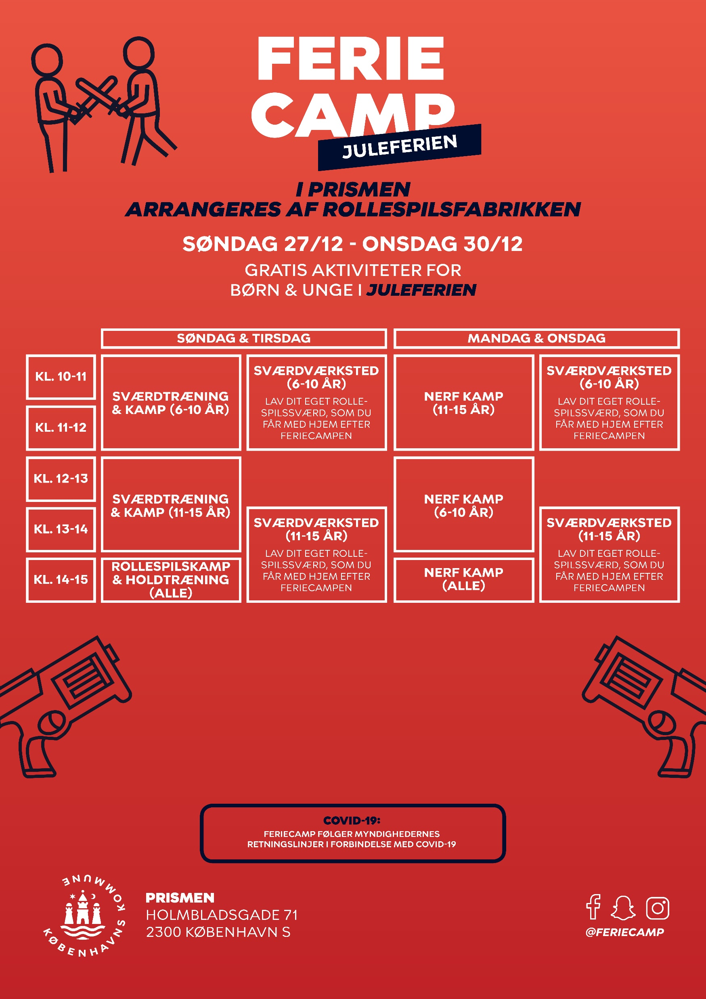 FERIE
CAMP
JULEFERIEN
I PRISMEN
ARRANGERES AF ROLLESPILSFABRIKKEN
SØNDAG 27/12 - ONSDAG 30/12
GRATIS AKTIVITETER FOR
BØRN & UNGE I JULEFERIEN
SØNDAG & TIRSDAG
MANDAG & ONSDAG
KL. 10-11
KL. 11-12
SVÆRDTRÆNING
& KAMP (6-10 ÅR)
SVÆRDVÆRKSTED
(6-10 ÅR)
LAV DIT EGET ROLLE-
SPILSSVÆRD, SOM DU
FÅR MED HJEM EFTER
FERIECAMPEN
NERF KAMP
(11-15 ÅR)
SVÆRDVÆRKSTED
(6-10 ÅR)
LAV DIT EGET ROLLE-
SPILSSVÆRD, SOM DU
FÅR MED HJEM EFTER
FERIECAMPEN
KL. 12-13
KL. 13-14
SVÆRDTRÆNING
& KAMP (11-15 ÅR)
NERF KAMP
(6-10 ÅR)
KL. 14-15
ROLLESPILSKAMP
& HOLDTRÆNING
(ALLE)
SVÆRDVÆRKSTED
(11-15 ÅR)
LAV DIT EGET ROLLE-
SPILSSVÆRD, SOM DU
FÅR MED HJEM EFTER
FERIECAMPEN
NERF KAMP
(ALLE)
SVÆRDVÆRKSTED
(11-15 ÅR)
LAV DIT EGET ROLLE-
SPILSSVÆRD, SOM DU
FÅR MED HJEM EFTER
FERIECAMPEN
COVID-19:
FERIECAMP FØLGER MYNDIGHEDERNES
RETNINGSLINJER I FORBINDELSE MED COVID-19
KØBENHAVNS KOMMUNE
PRISMEN
HOLMBLADSGADE 71
2300 KØBENHAVN S
@FERIECAMP